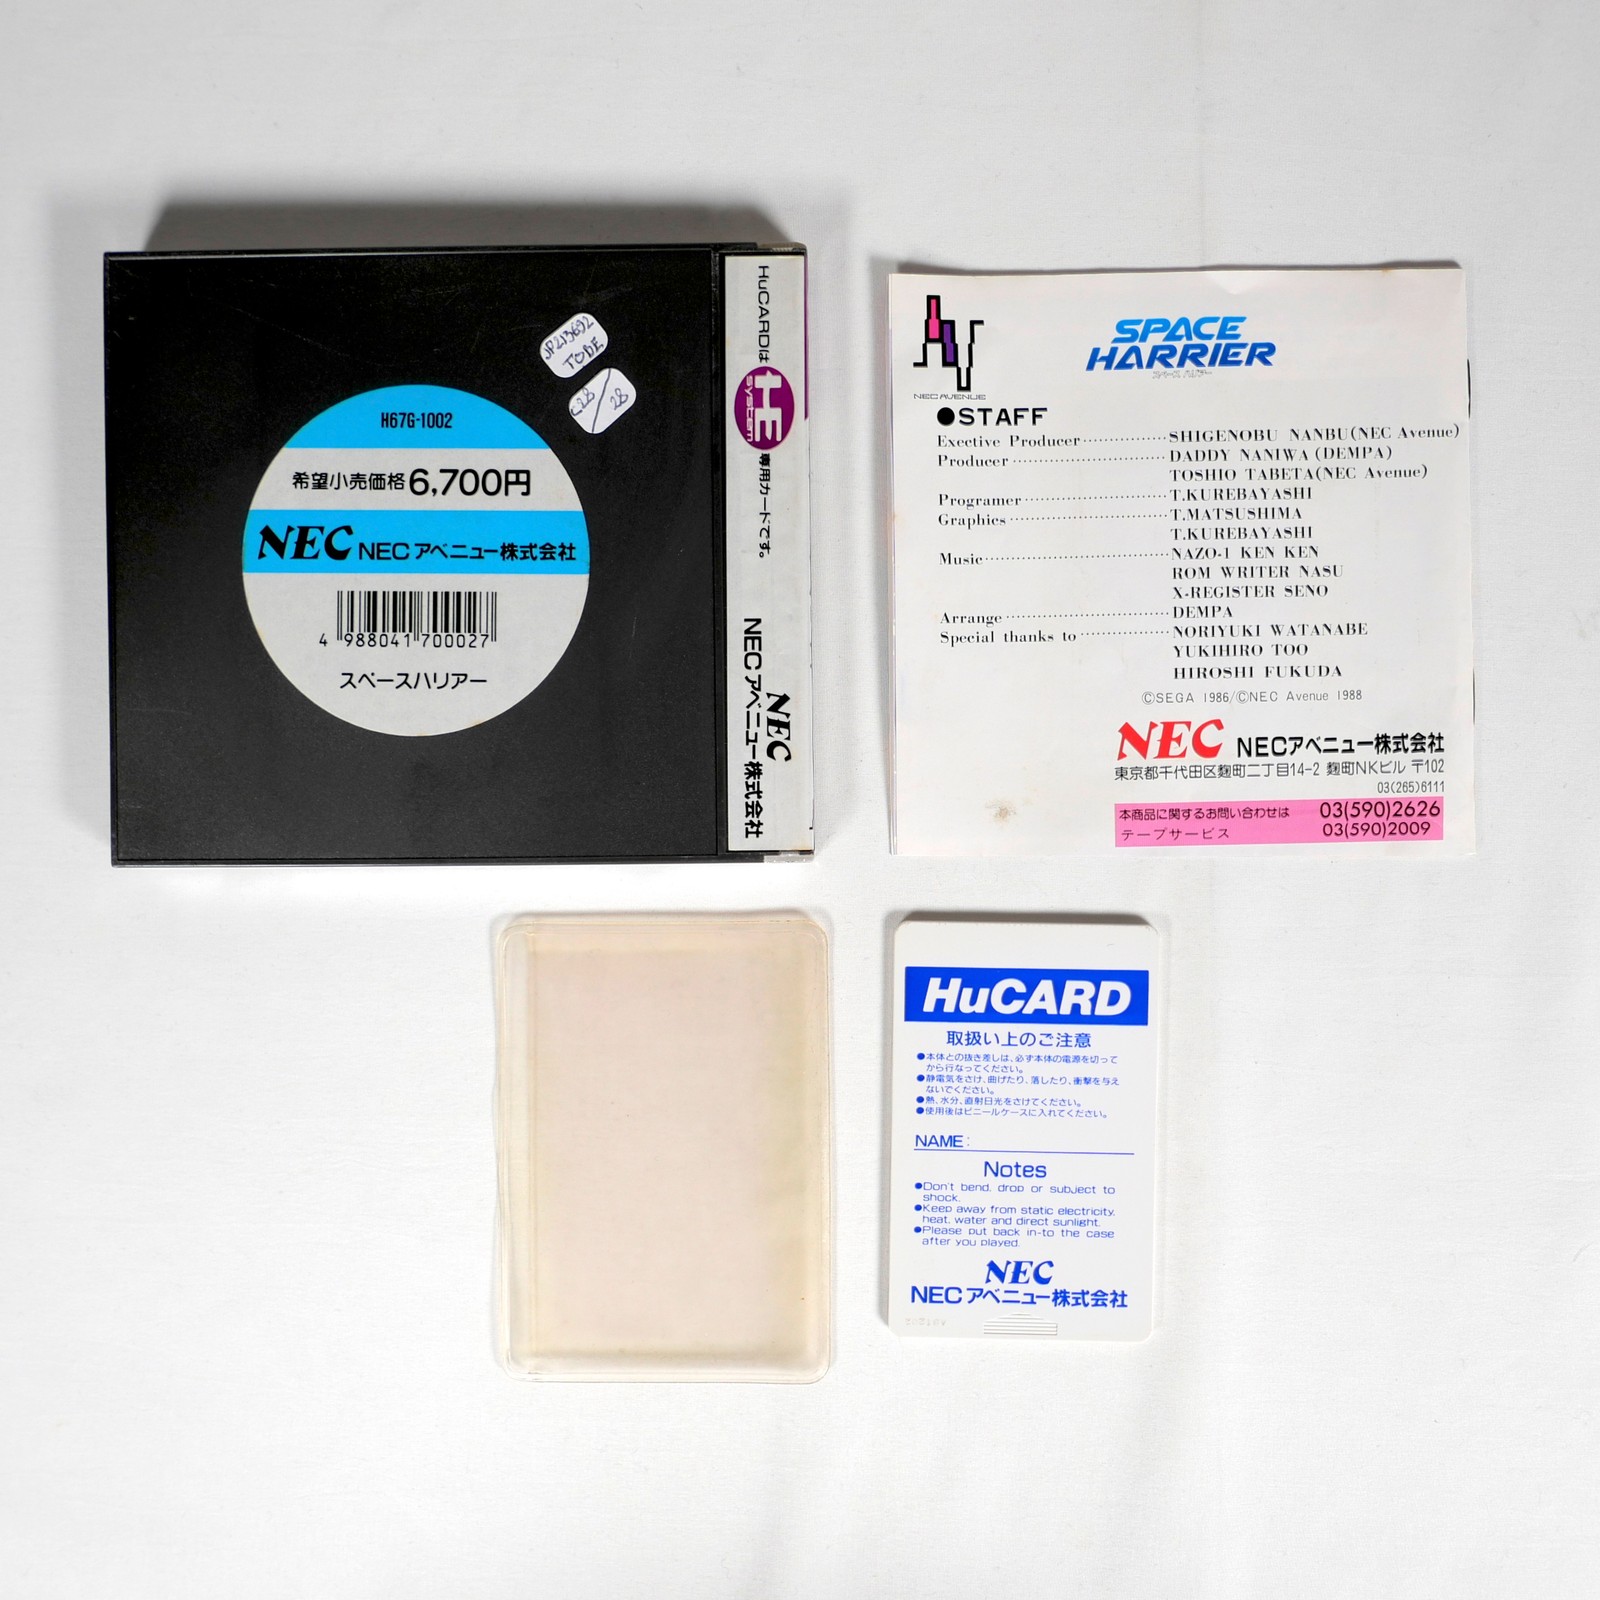 H67G-1002
希望小売価格6,700円
NEC NECアベニュー株式会社
4 988041 700027
スペースハリアー
JP213692
TOBE
28
HuCARDは HE system 専用カードです。
NEC
NECアベニュー株式会社
NEC AVENUE
SPACE
HARRIER
スペース ハリアー
●STAFF
Exective Producer ··············· SHIGENOBU NANBU(NEC Avenue)
Producer ······················· DADDY NANIWA (DEMPA)
TOSHIO TABETA(NEC Avenue)
Programer ····················· T.KUREBAYASHI
Graphics ······················· T.MATSUSHIMA
T.KUREBAYASHI
Music ··························· NAZO-1 KEN KEN
ROM WRITER NASU
X-REGISTER SENO
Arrange ························ DEMPA
Special thanks to ············· NORIYUKI WATANABE
YUKIHIRO TOO
HIROSHI FUKUDA
©SEGA 1986/©NEC Avenue 1988
NEC NECアベニュー株式会社
東京都千代田区麹町二丁目14-2 麹町NKビル 〒102
03(265)6111
本商品に関するお問い合わせは 03(590)2626
テープサービス 03(590)2009
HuCARD
取扱い上のご注意
●本体との抜き差しは、必ず本体の電源を切って
から行なってください。
●静電気をさけ、曲げたり、落したり、衝撃を与え
ないでください。
●熱、水分、直射日光をさけてください。
●使用後はビニールケースに入れてください。
NAME:
Notes
●Don't bend, drop or subject to
shock.
●Keep away from static electricity,
heat, water and direct sunlight.
●Please put back in-to the case
after you played.
NEC
NECアベニュー株式会社